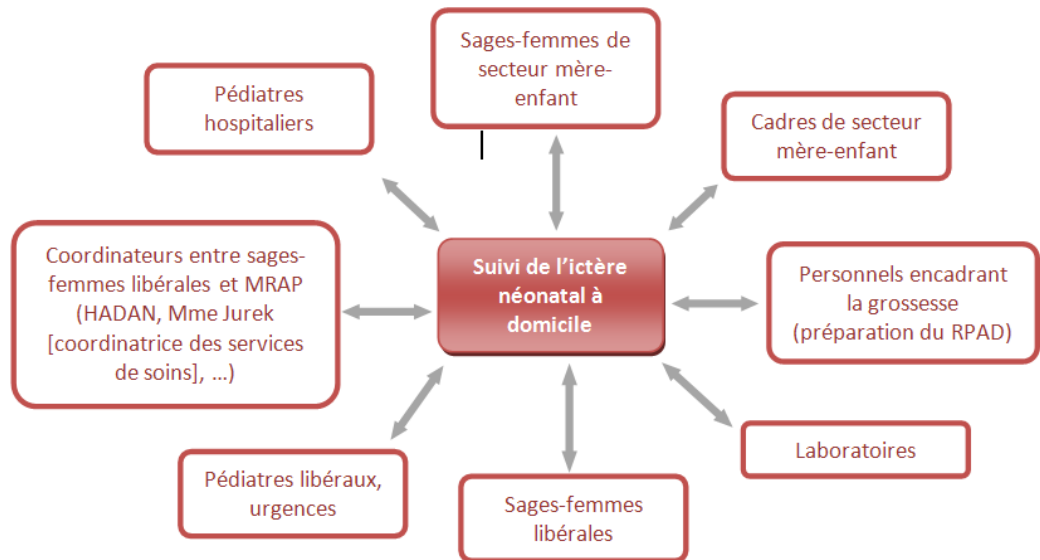 Sages-femmes de
secteur mère-
enfant
Pédiatres
hospitaliers
Cadres de secteur
mère-enfant
Coordinateurs entre sages-
femmes libérales et MRAP
(HADAN, Mme Jurek
[coordinatrice des services
de soins], …)
Suivi de l’ictère
néonatal à
domicile
Personnels encadrant
la grossesse
(préparation du RPAD)
Pédiatres libéraux,
urgences
Sages-femmes
libérales
Laboratoires